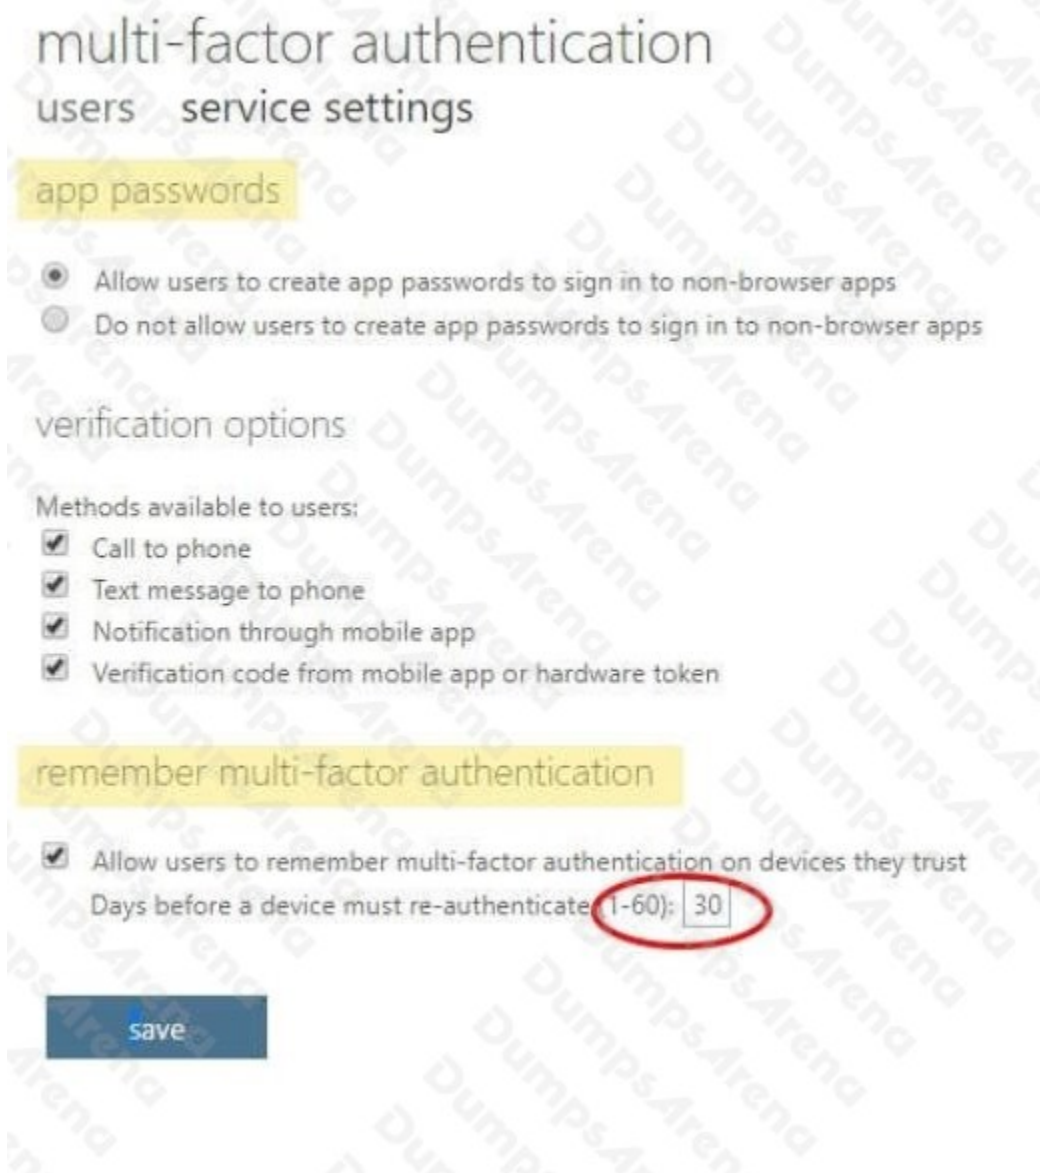 multi-factor authentication
users service settings
app passwords
Allow users to create app passwords to sign in to non-browser apps
Do not allow users to create app passwords to sign in to non-browser apps
verification options
Methods available to users:
Call to phone
Text message to phone
Notification through mobile app
Verification code from mobile app or hardware token
remember multi-factor authentication
Allow users to remember multi-factor authentication on devices they trust
Days before a device must re-authenticate (1-60): 30
save
DumpsArena